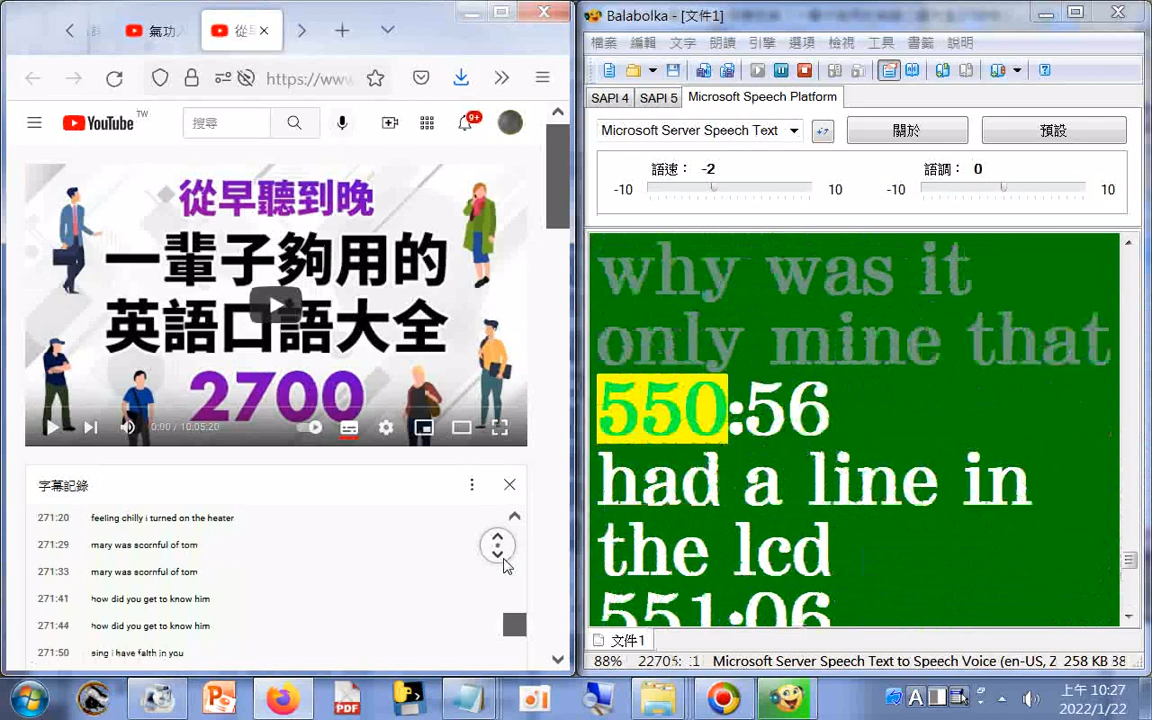 氣功
從
https://www
YouTube TW
搜尋
9+
從早聽到晚
一輩子夠用的
英語口語大全
2700
0:00 / 10:05:20
字幕記錄
271:20 feeling chilly i turned on the heater
271:29 mary was scornful of tom
271:33 mary was scornful of tom
271:41 how did you get to know him
271:44 how did you get to know him
271:50 sing i have faith in you
Balabolka - [文件1]
檔案 編輯 文字 朗讀 引擎 選項 檢視 工具 書籤 說明
SAPI 4 SAPI 5 Microsoft Speech Platform
Microsoft Server Speech Text 關於 預設
語速： -2 語調： 0
-10 10 -10 10
why was it
only mine that
550:56
had a line in
the lcd
551:06
文件1
88% 22705: :1 Microsoft Server Speech Text to Speech Voice (en-US, Z 258 KB 38
PDF
A
上午 10:27
2022/1/22